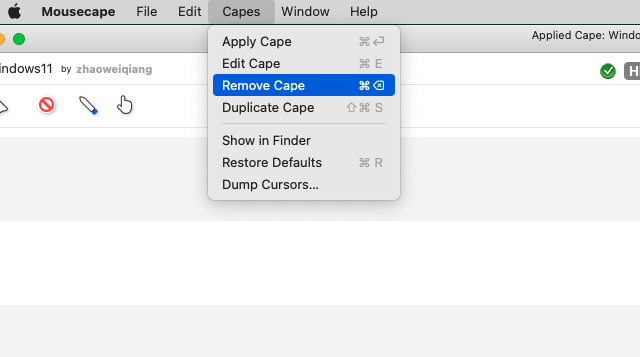 Mousecape File Edit Capes Window Help
Applied Cape: Windo
ndows11 by zhaoweiqiang H
Apply Cape ⌘↩
Edit Cape ⌘ E
Remove Cape ⌘⌫
Duplicate Cape ⇧⌘ S
Show in Finder
Restore Defaults ⌘ R
Dump Cursors...